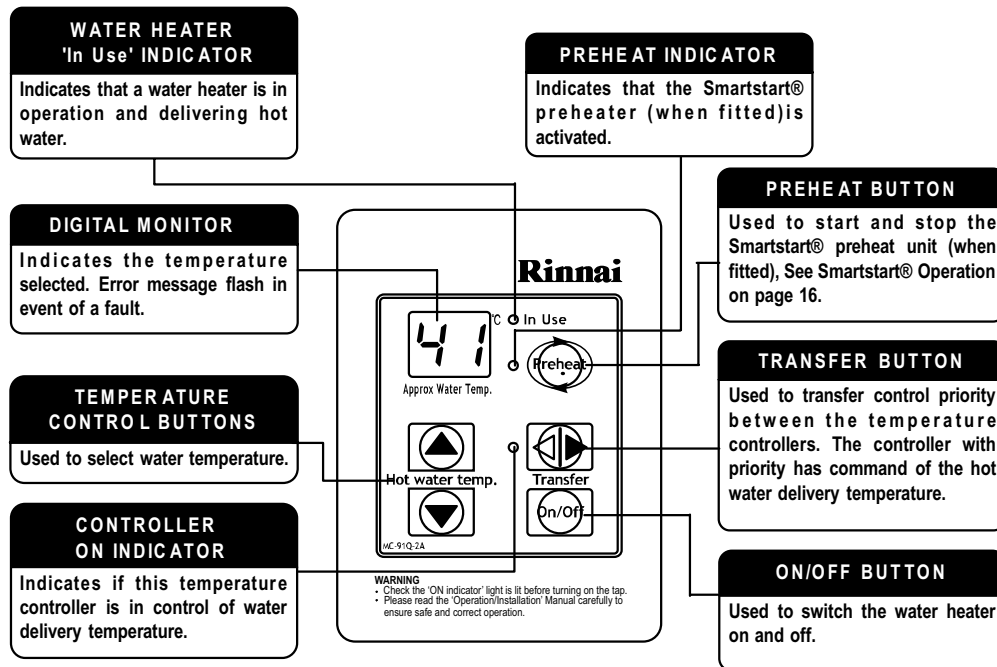 WATER HEATER
'In Use' INDICATOR
Indicates that a water heater is in
operation and delivering hot
water.
PREHEAT INDICATOR
Indicates that the Smartstart®
preheater (when fitted)is
activated.
DIGITAL MONITOR
Indicates the temperature
selected. Error message flash in
event of a fault.
PREHEAT BUTTON
Used to start and stop the
Smartstart® preheat unit (when
fitted), See Smartstart® Operation
on page 16.
TEMPERATURE
CONTROL BUTTONS
Used to select water temperature.
TRANSFER BUTTON
Used to transfer control priority
between the temperature
controllers. The controller with
priority has command of the hot
water delivery temperature.
CONTROLLER
ON INDICATOR
Indicates if this temperature
controller is in control of water
delivery temperature.
ON/OFF BUTTON
Used to switch the water heater
on and off.
Rinnai
41 °C In Use
Preheat
Approx Water Temp.
Hot water temp. Transfer
On/Off
MC-91Q-2A
WARNING
• Check the 'ON indicator' light is lit before turning on the tap.
• Please read the 'Operation/Installation' Manual carefully to
ensure safe and correct operation.